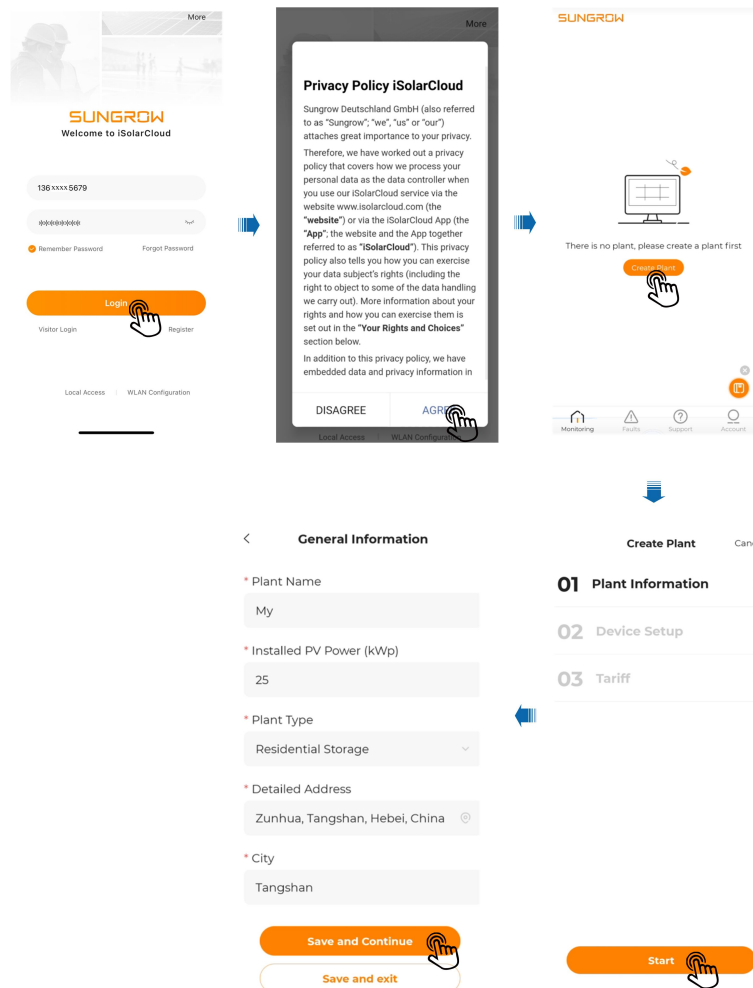 More
SUNGROW
Welcome to iSolarCloud
136 xxxx 5679
********
Remember Password
Forgot Password
Login
Visitor Login
Register
Local Access
WLAN Configuration
More
Privacy Policy iSolarCloud
Sungrow Deutschland GmbH (also referred
to as “Sungrow”; “we”, “us” or “our”)
attaches great importance to your privacy.
Therefore, we have worked out a privacy
policy that covers how we process your
personal data as the data controller when
you use our iSolarCloud service via the
website www.isolarcloud.com (the
“website”) or via the iSolarCloud App (the
“App”; the website and the App together
referred to as “iSolarCloud”). This privacy
policy also tells you how you can exercise
your data subject’s rights (including the
right to object to some of the data handling
we carry out). More information about your
rights and how you can exercise them is
set out in the “Your Rights and Choices”
section below.
In addition to this privacy policy, we have
embedded data and privacy information in
DISAGREE
AGREE
Local Access
WLAN Configuration
SUNGROW
There is no plant, please create a plant first
Create Plant
Monitoring
Faults
Support
Account
Create Plant
01 Plant Information
02 Device Setup
03 Tariff
Start
General Information
* Plant Name
My
* Installed PV Power (kWp)
25
* Plant Type
Residential Storage
* Detailed Address
Zunhua, Tangshan, Hebei, China
* City
Tangshan
Save and Continue
Save and exit